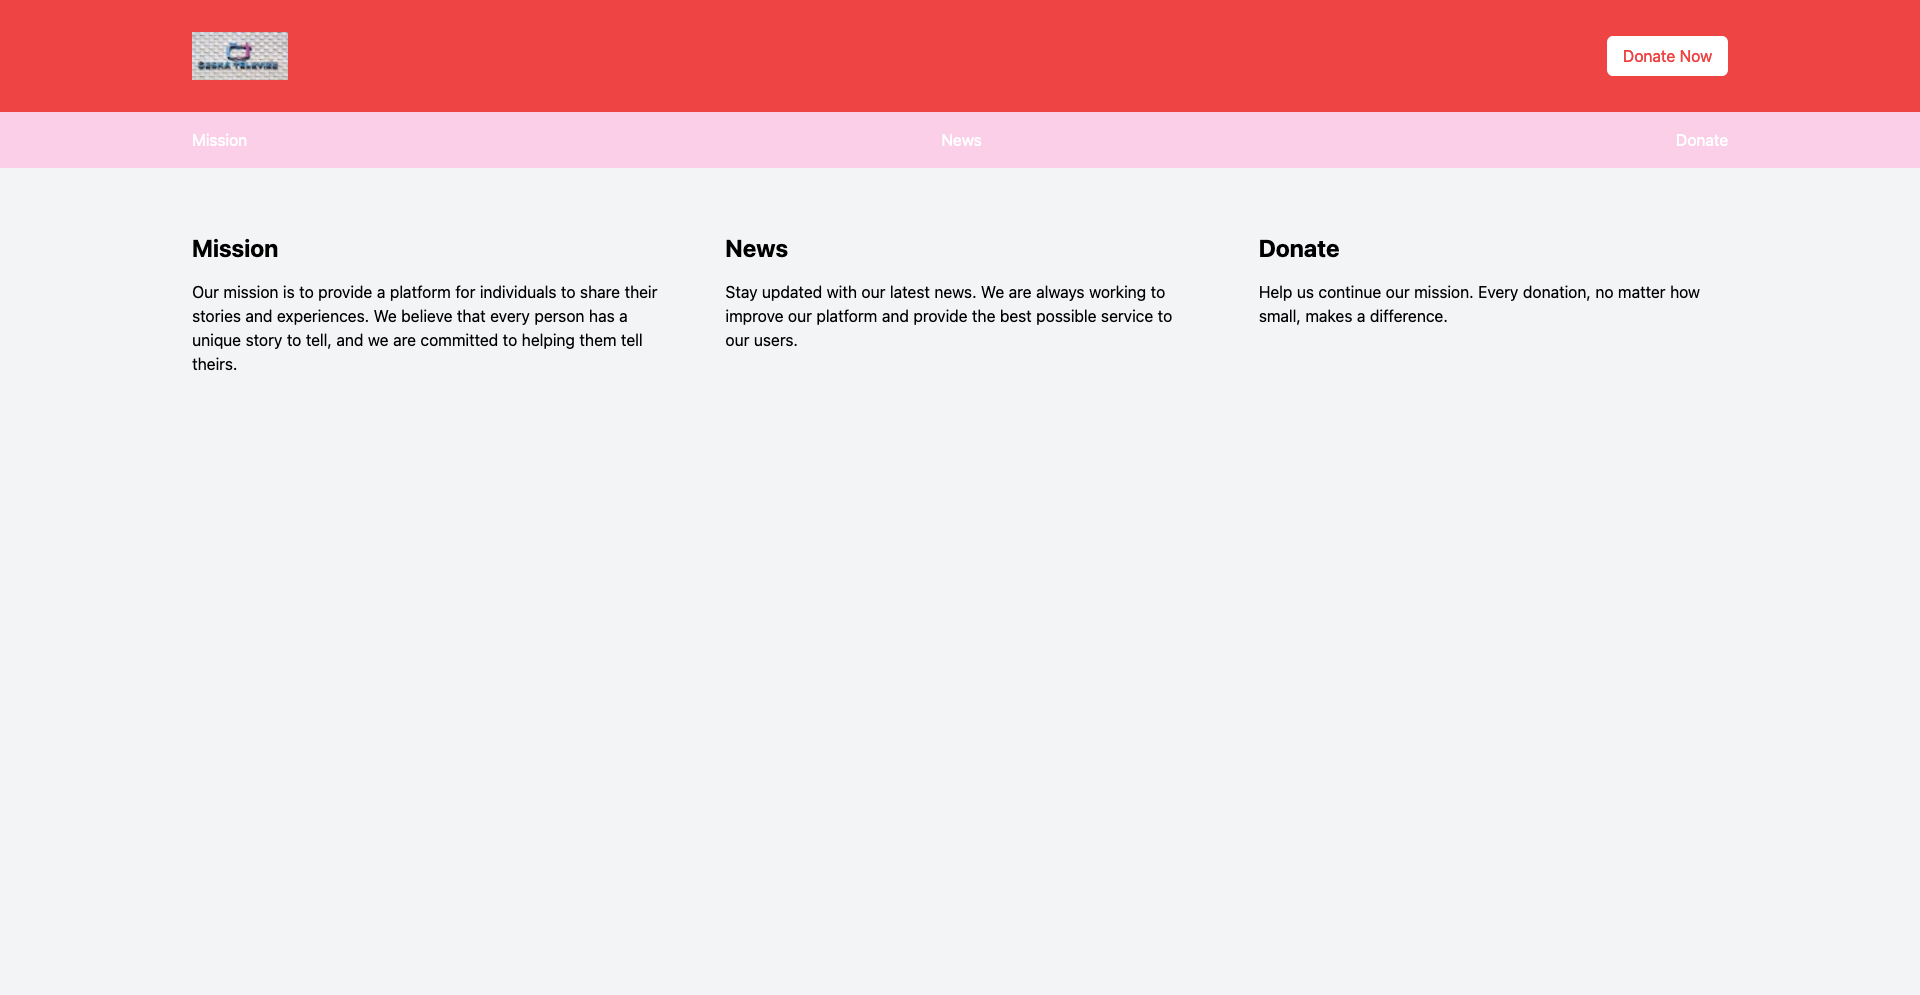 ČESKÁ TELEVIZE
Donate Now
Mission
News
Donate
Mission
Our mission is to provide a platform for individuals to share their
stories and experiences. We believe that every person has a
unique story to tell, and we are committed to helping them tell
theirs.
News
Stay updated with our latest news. We are always working to
improve our platform and provide the best possible service to
our users.
Donate
Help us continue our mission. Every donation, no matter how
small, makes a difference.